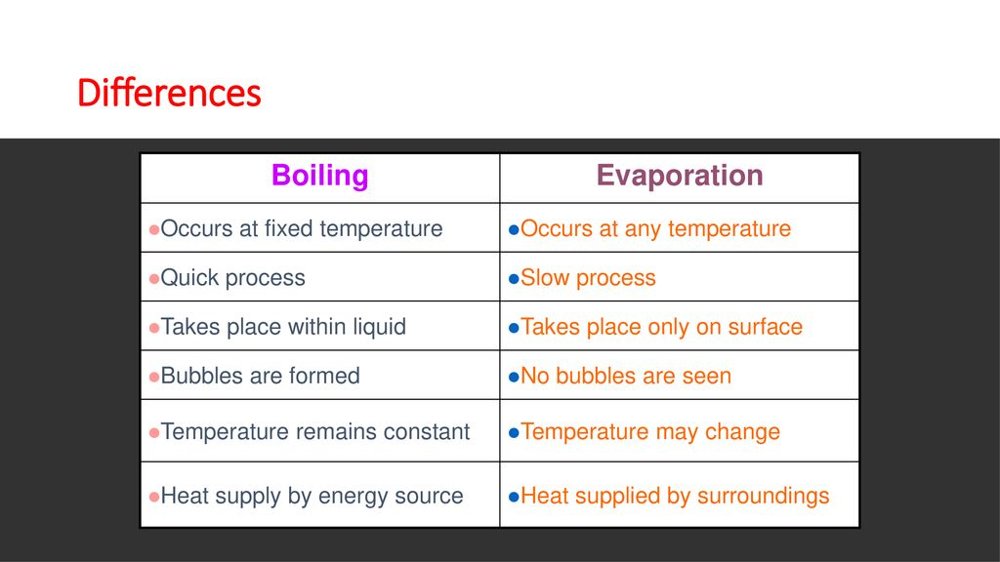 Differences
Boiling
Evaporation
●Occurs at fixed temperature
●Occurs at any temperature
●Quick process
●Slow process
●Takes place within liquid
●Takes place only on surface
●Bubbles are formed
●No bubbles are seen
●Temperature remains constant
●Temperature may change
●Heat supply by energy source
●Heat supplied by surroundings